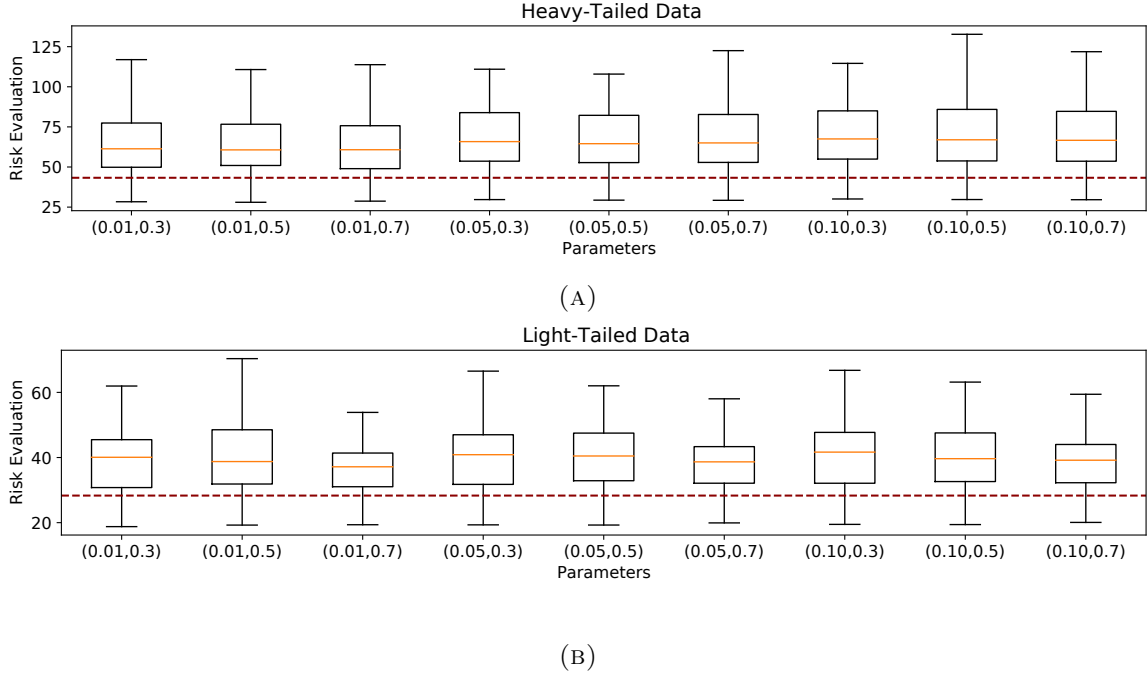 Heavy-Tailed Data
Risk Evaluation
125
100
75
50
25
(0.01,0.3) (0.01,0.5) (0.01,0.7) (0.05,0.3) (0.05,0.5) (0.05,0.7) (0.10,0.3) (0.10,0.5) (0.10,0.7)
Parameters
(A)
Light-Tailed Data
Risk Evaluation
60
40
20
(0.01,0.3) (0.01,0.5) (0.01,0.7) (0.05,0.3) (0.05,0.5) (0.05,0.7) (0.10,0.3) (0.10,0.5) (0.10,0.7)
Parameters
(B)